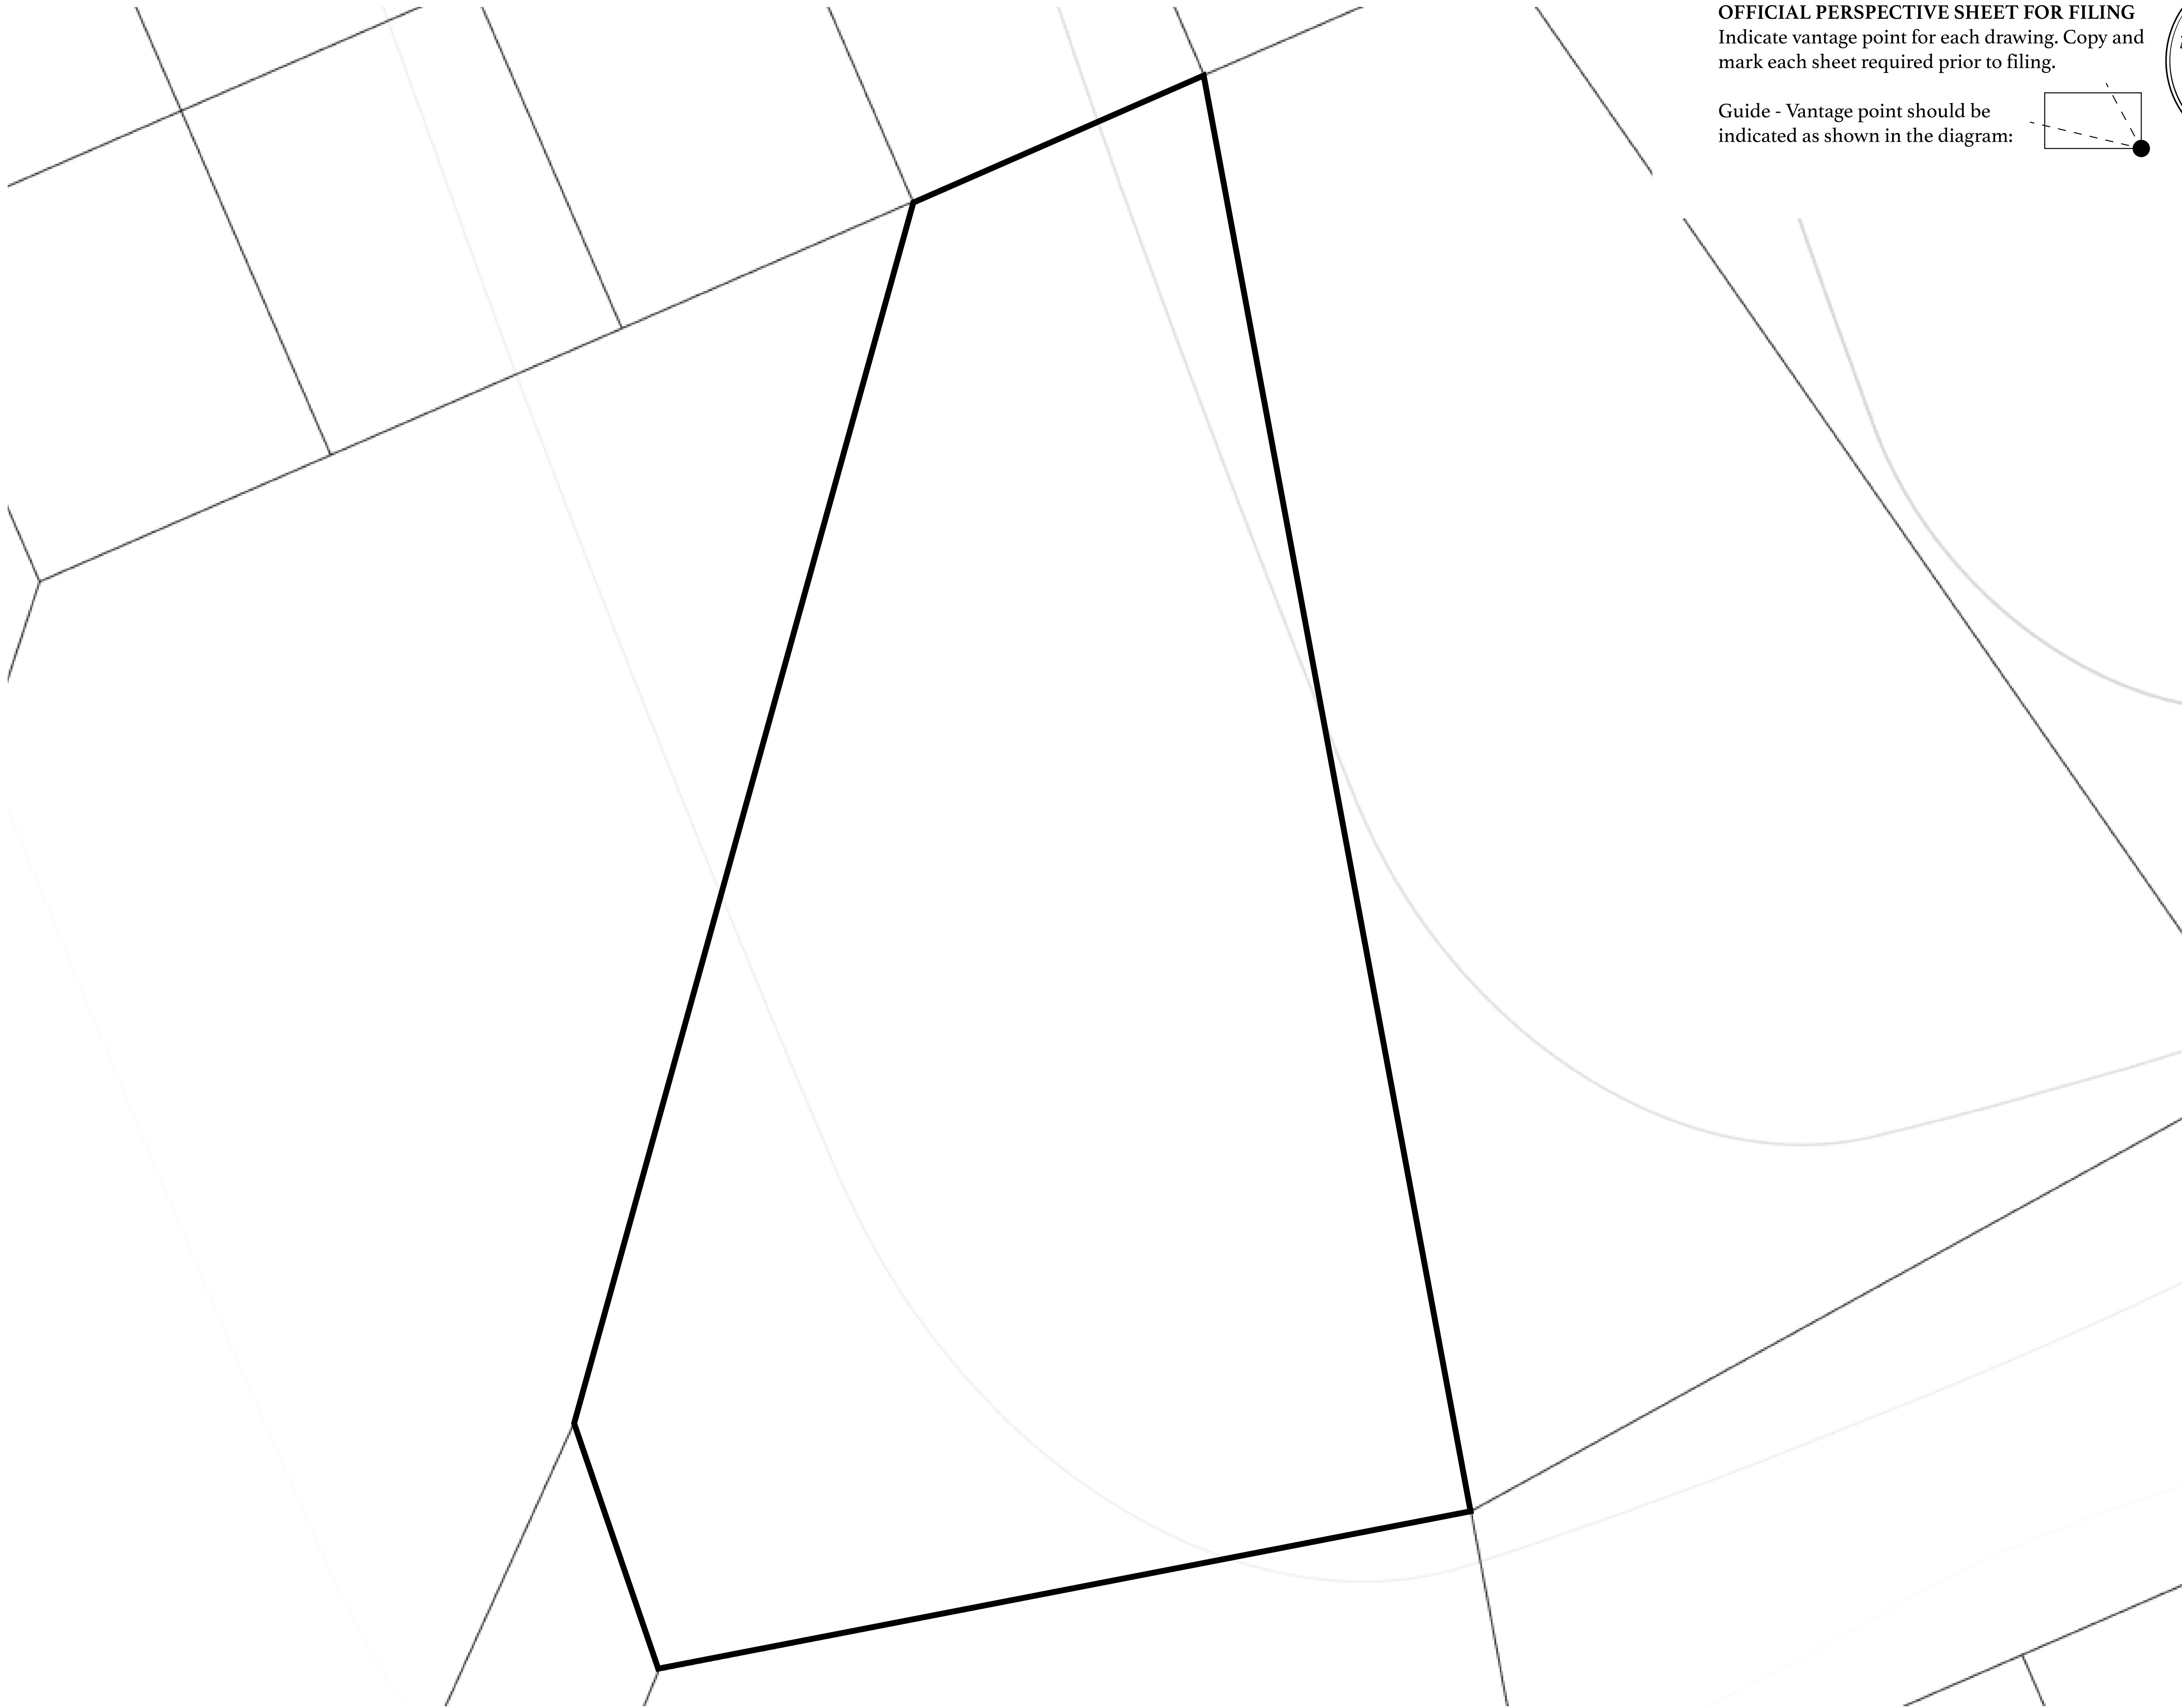 OFFICIAL PERSPECTIVE SHEET FOR FILING
Indicate vantage point for each drawing. Copy and
mark each sheet required prior to filing.
Guide - Vantage point should be
indicated as shown in the diagram: